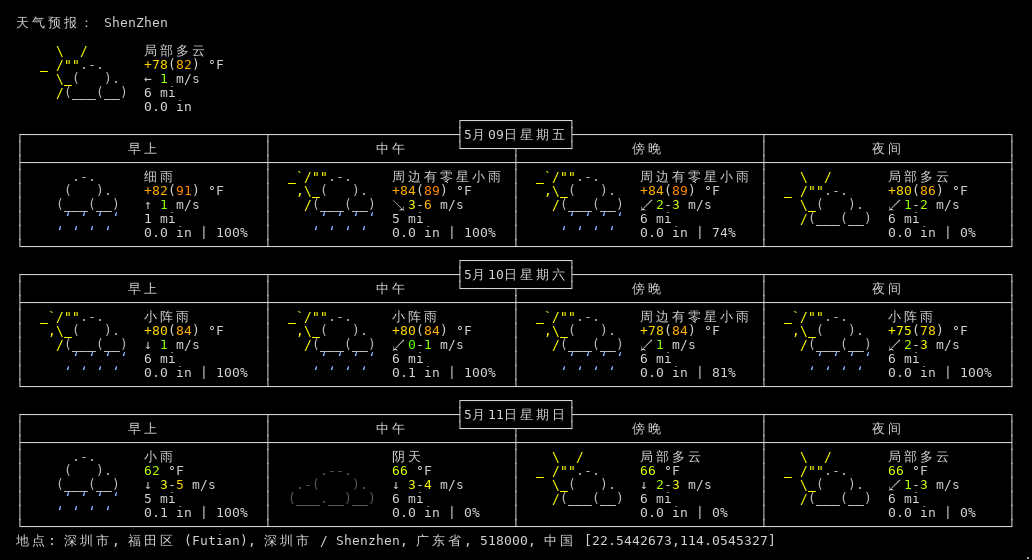 天气预报： ShenZhen
局部多云
+78(82) °F
← 1 m/s
6 mi
0.0 in
5月09日星期五
早上 中午 傍晚 夜间
细雨 周边有零星小雨 周边有零星小雨 局部多云
+82(91) °F +84(89) °F +84(89) °F +80(86) °F
↑ 1 m/s ↘ 3-6 m/s ↙ 2-3 m/s ↙ 1-2 m/s
1 mi 5 mi 6 mi 6 mi
0.0 in | 100% 0.0 in | 100% 0.0 in | 74% 0.0 in | 0%
5月10日星期六
早上 中午 傍晚 夜间
小阵雨 小阵雨 周边有零星小雨 小阵雨
+80(84) °F +80(84) °F +78(84) °F +75(78) °F
↓ 1 m/s ↙ 0-1 m/s ↙ 1 m/s ↙ 2-3 m/s
6 mi 6 mi 6 mi 6 mi
0.0 in | 100% 0.1 in | 100% 0.0 in | 81% 0.0 in | 100%
5月11日星期日
早上 中午 傍晚 夜间
小雨 阴天 局部多云 局部多云
62 °F 66 °F 66 °F 66 °F
↓ 3-5 m/s ↓ 3-4 m/s ↓ 2-3 m/s ↙ 1-3 m/s
5 mi 6 mi 6 mi 6 mi
0.1 in | 100% 0.0 in | 0% 0.0 in | 0% 0.0 in | 0%
地点: 深圳市, 福田区 (Futian), 深圳市 / Shenzhen, 广东省, 518000, 中国 [22.5442673,114.0545327]